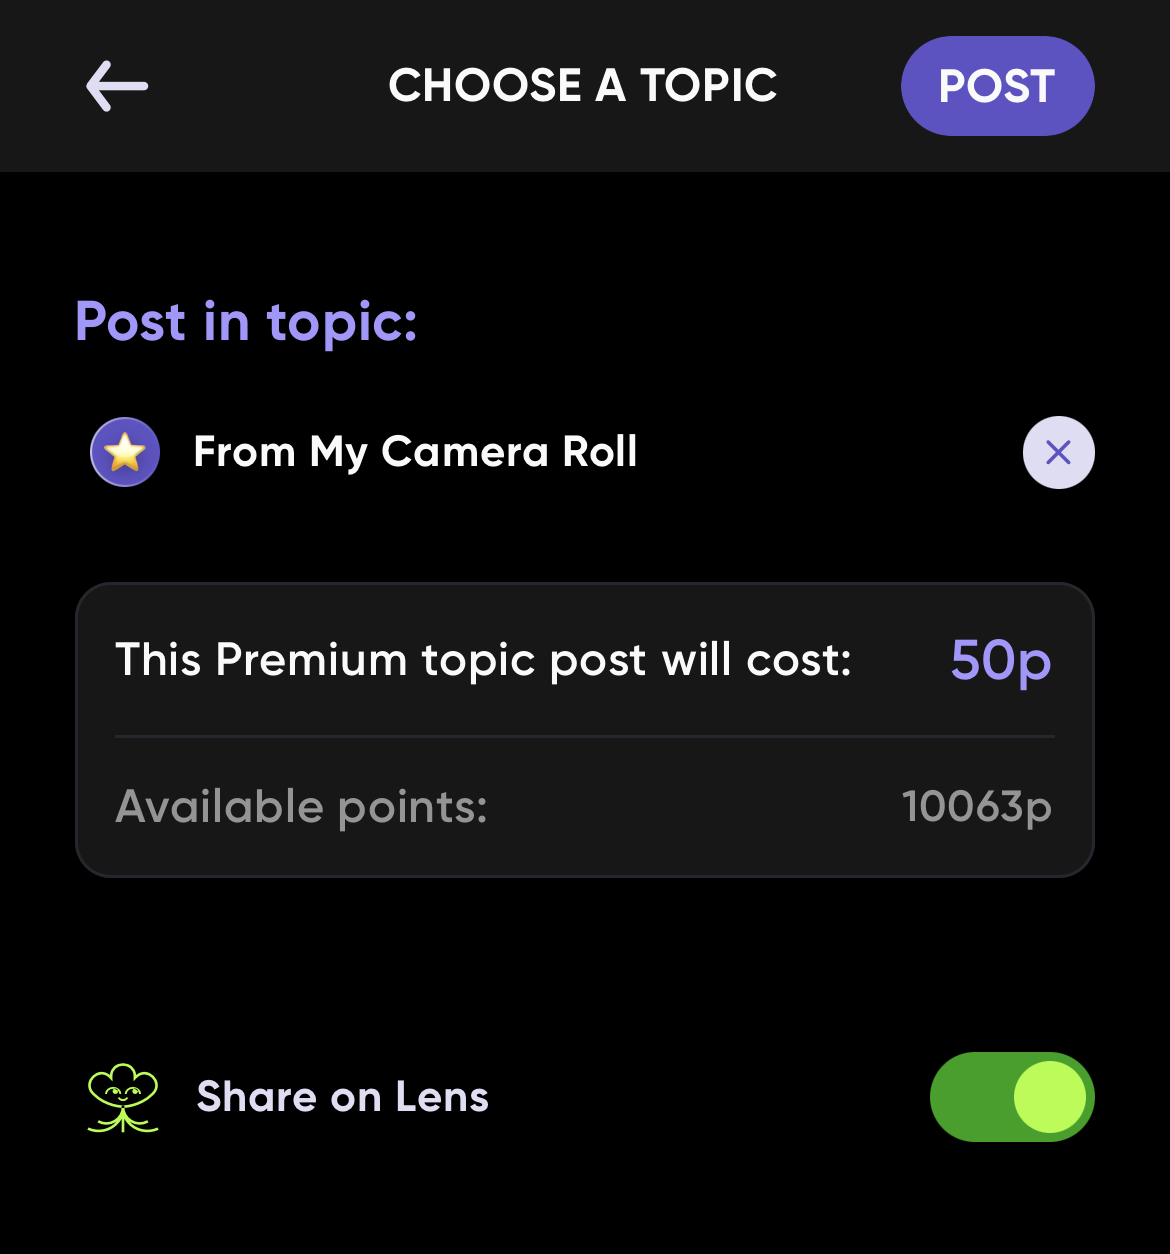 CHOOSE A TOPIC
POST
Post in topic:
From My Camera Roll
This Premium topic post will cost: 50p
Available points: 10063p
Share on Lens